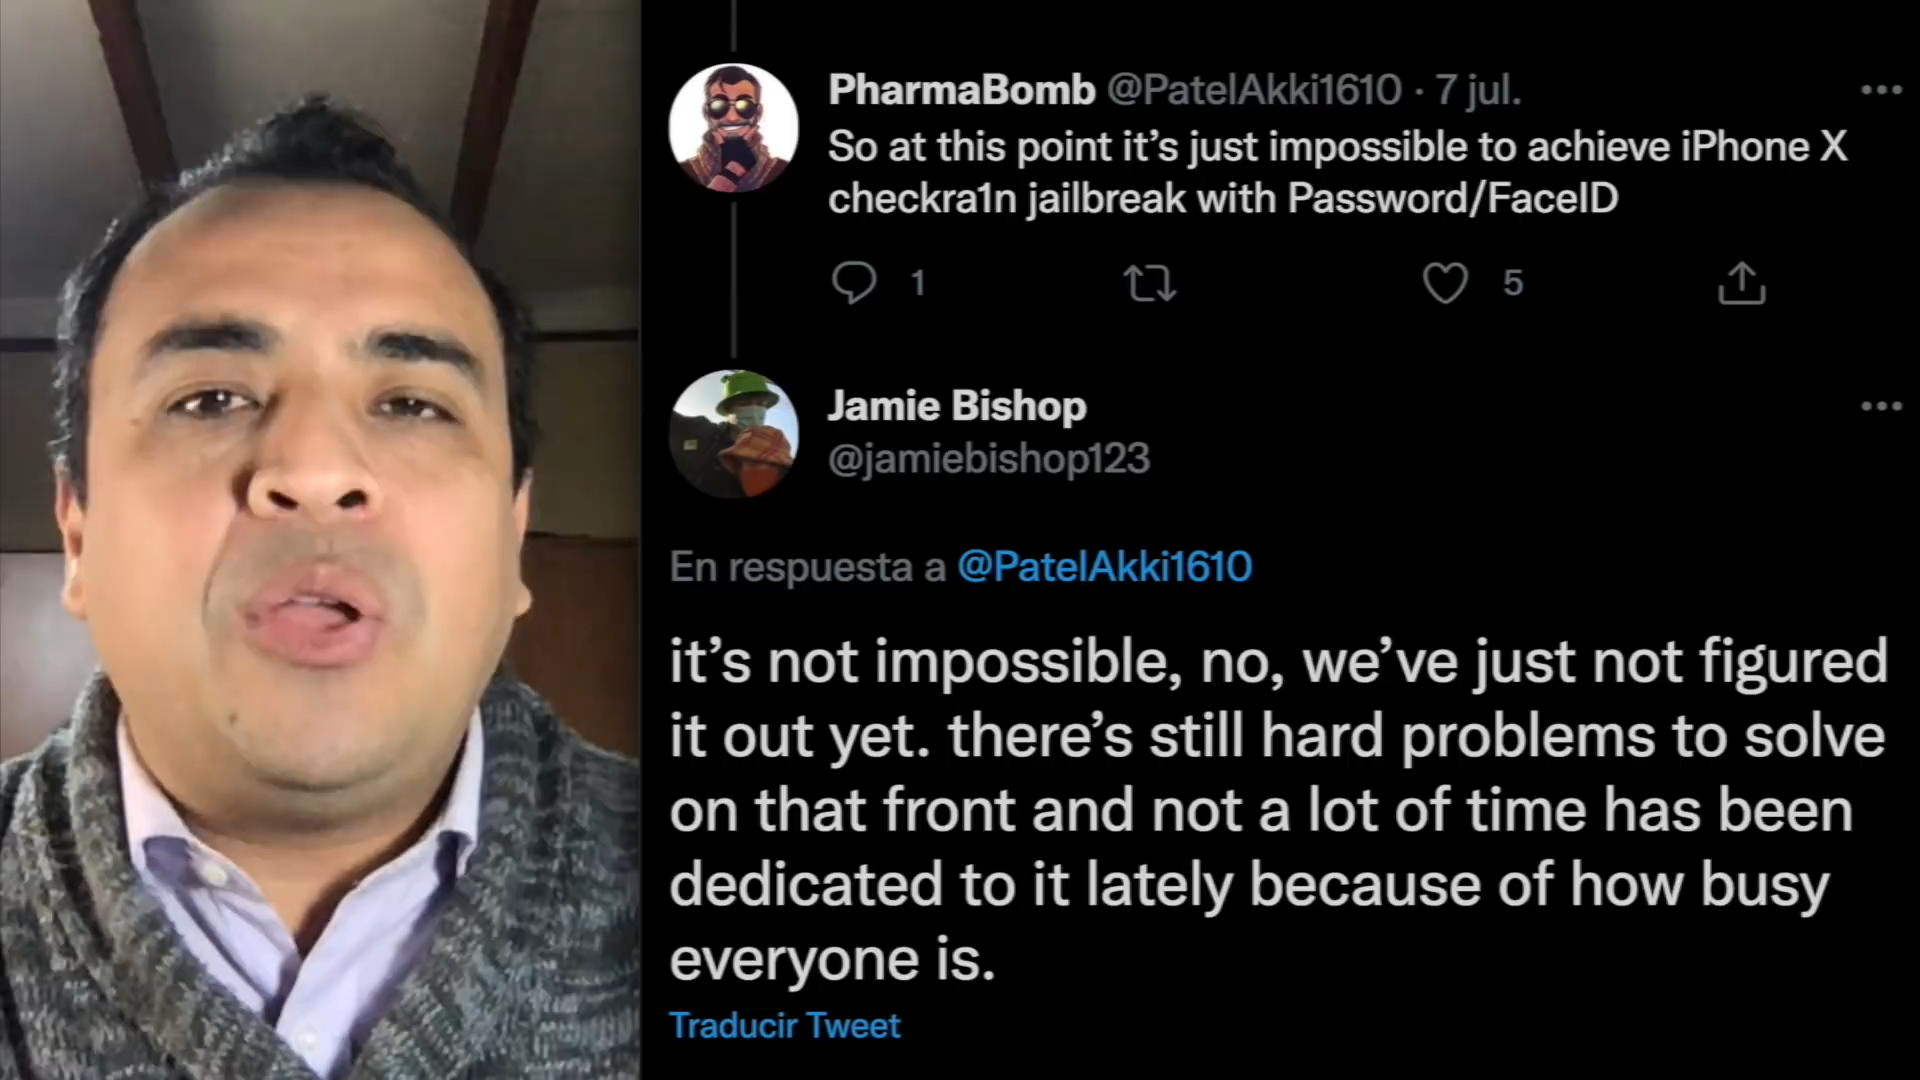 PharmaBomb @PatelAkki1610 · 7 jul.
So at this point it’s just impossible to achieve iPhone X
checkra1n jailbreak with Password/FaceID
1 5
Jamie Bishop
@jamiebishop123
En respuesta a @PatelAkki1610
it’s not impossible, no, we’ve just not figured
it out yet. there’s still hard problems to solve
on that front and not a lot of time has been
dedicated to it lately because of how busy
everyone is.
Traducir Tweet